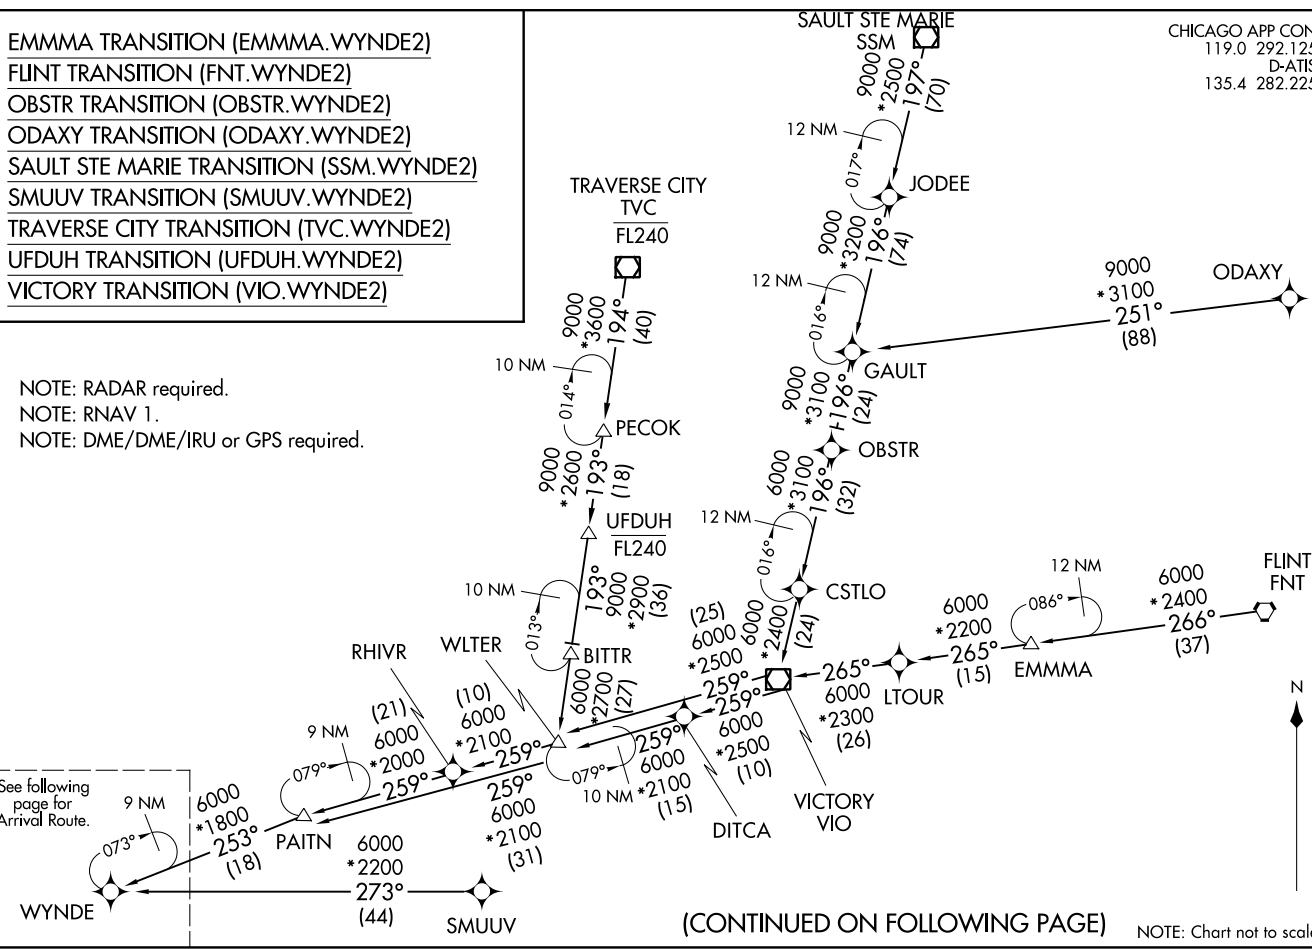 EMMMA TRANSITION (EMMMA.WYNDE2)
FLINT TRANSITION (FNT.WYNDE2)
OBSTR TRANSITION (OBSTR.WYNDE2)
ODAXY TRANSITION (ODAXY.WYNDE2)
SAULT STE MARIE TRANSITION (SSM.WYNDE2)
SMUUV TRANSITION (SMUUV.WYNDE2)
TRAVERSE CITY TRANSITION (TVC.WYNDE2)
UFDUH TRANSITION (UFDUH.WYNDE2)
VICTORY TRANSITION (VIO.WYNDE2)
NOTE: RADAR required.
NOTE: RNAV 1.
NOTE: DME/DME/IRU or GPS required.
CHICAGO APP CON
119.0 292.125
D-ATIS
135.4 282.225
SAULT STE MARIE
SSM
9000
*2500
197°
(70)
12 NM
017°
JODEE
9000
*3200
196°
(74)
12 NM
016°
GAULT
ODAXY
9000
*3100
251°
(88)
9000
*3100
196°
(24)
OBSTR
6000
*3100
196°
(32)
12 NM
016°
CSTLO
6000
*2400
(24)
TRAVERSE CITY
TVC
FL240
9000
*3600
194°
(40)
10 NM
014°
PECOK
9000
*2600
193°
(18)
UFDUH
FL240
193°
9000
*2900
(36)
10 NM
013°
BITTR
6000
*2700
(27)
FLINT
FNT
6000
*2400
266°
(37)
12 NM
086°
EMMMA
6000
*2200
265°
(15)
LTOUR
265°
6000
*2300
(26)
VICTORY
VIO
(25)
6000
*2500
259°
259°
6000
*2500
(10)
DITCA
259°
6000
*2100
(15)
WLTER
079°
10 NM
(10)
6000
*2100
259°
RHIVR
(21)
6000
*2000
259°
259°
6000
*2100
(31)
9 NM
079°
PAITN
6000
*1800
253°
(18)
9 NM
073°
WYNDE
6000
*2200
273°
(44)
SMUUV
See following
page for
Arrival Route.
N
(CONTINUED ON FOLLOWING PAGE)
NOTE: Chart not to scale